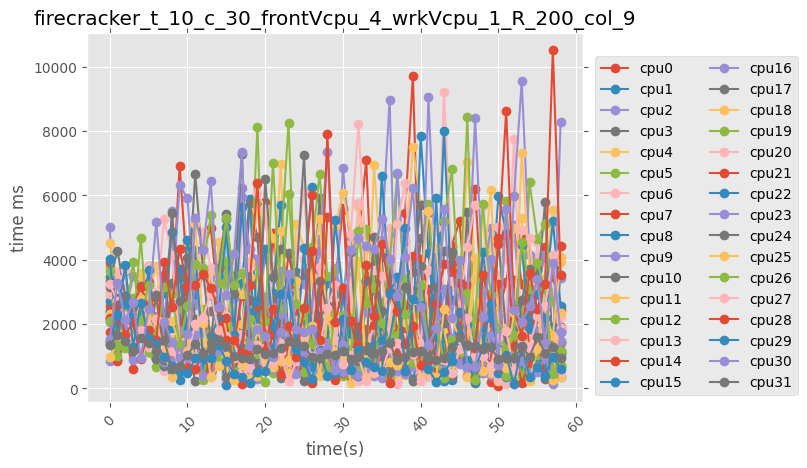 firecracker_t_10_c_30_frontVcpu_4_wrkVcpu_1_R_200_col_9
time ms
10000
8000
6000
4000
2000
0
0
10
20
30
40
50
60
time(s)
cpu0
cpu1
cpu2
cpu3
cpu4
cpu5
cpu6
cpu7
cpu8
cpu9
cpu10
cpu11
cpu12
cpu13
cpu14
cpu15
cpu16
cpu17
cpu18
cpu19
cpu20
cpu21
cpu22
cpu23
cpu24
cpu25
cpu26
cpu27
cpu28
cpu29
cpu30
cpu31